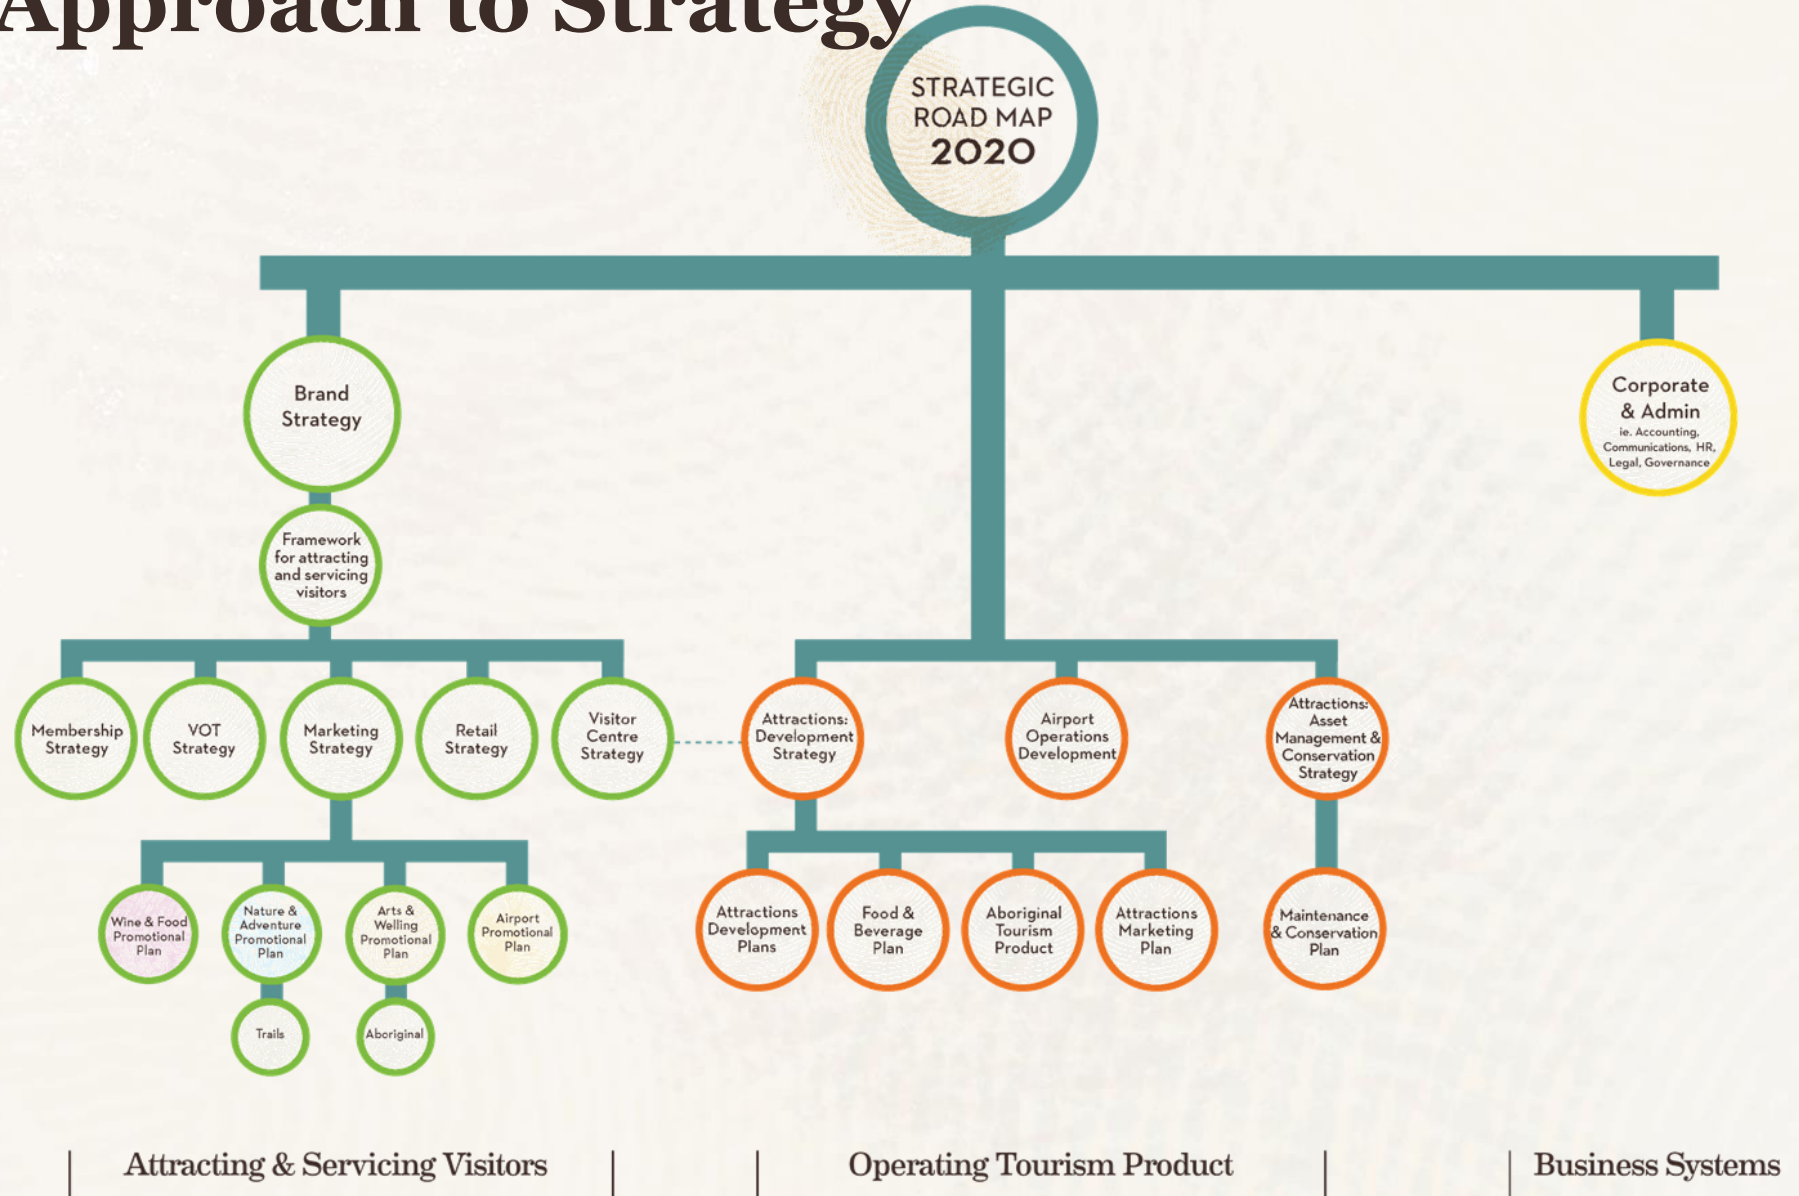 Approach to Strategy
STRATEGIC
ROAD MAP
2020
Brand
Strategy
Corporate
& Admin
ie. Accounting,
Communications, HR,
Legal, Governance
Framework
for attracting
and servicing
visitors
Membership
Strategy
VOT
Strategy
Marketing
Strategy
Retail
Strategy
Visitor
Centre
Strategy
Attractions:
Development
Strategy
Airport
Operations
Development
Attractions:
Asset
Management &
Conservation
Strategy
Wine & Food
Promotional
Plan
Nature &
Adventure
Promotional
Plan
Arts &
Welling
Promotional
Plan
Airport
Promotional
Plan
Attractions
Development
Plans
Food &
Beverage
Plan
Aboriginal
Tourism
Product
Attractions
Marketing
Plan
Maintenance
& Conservation
Plan
Trails
Aboriginal
Attracting & Servicing Visitors
Operating Tourism Product
Business Systems